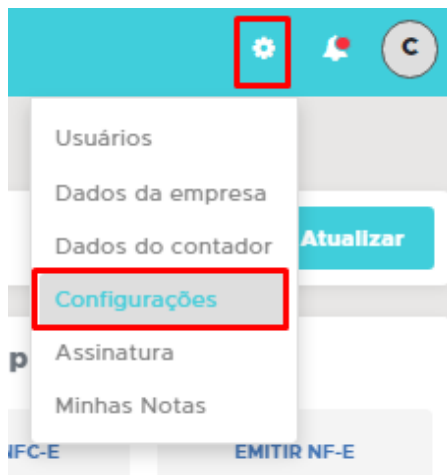 C
Usuários
Dados da empresa
Dados do contador
Atualizar
Configurações
p
Assinatura
Minhas Notas
NFC-E
EMITIR NF-E